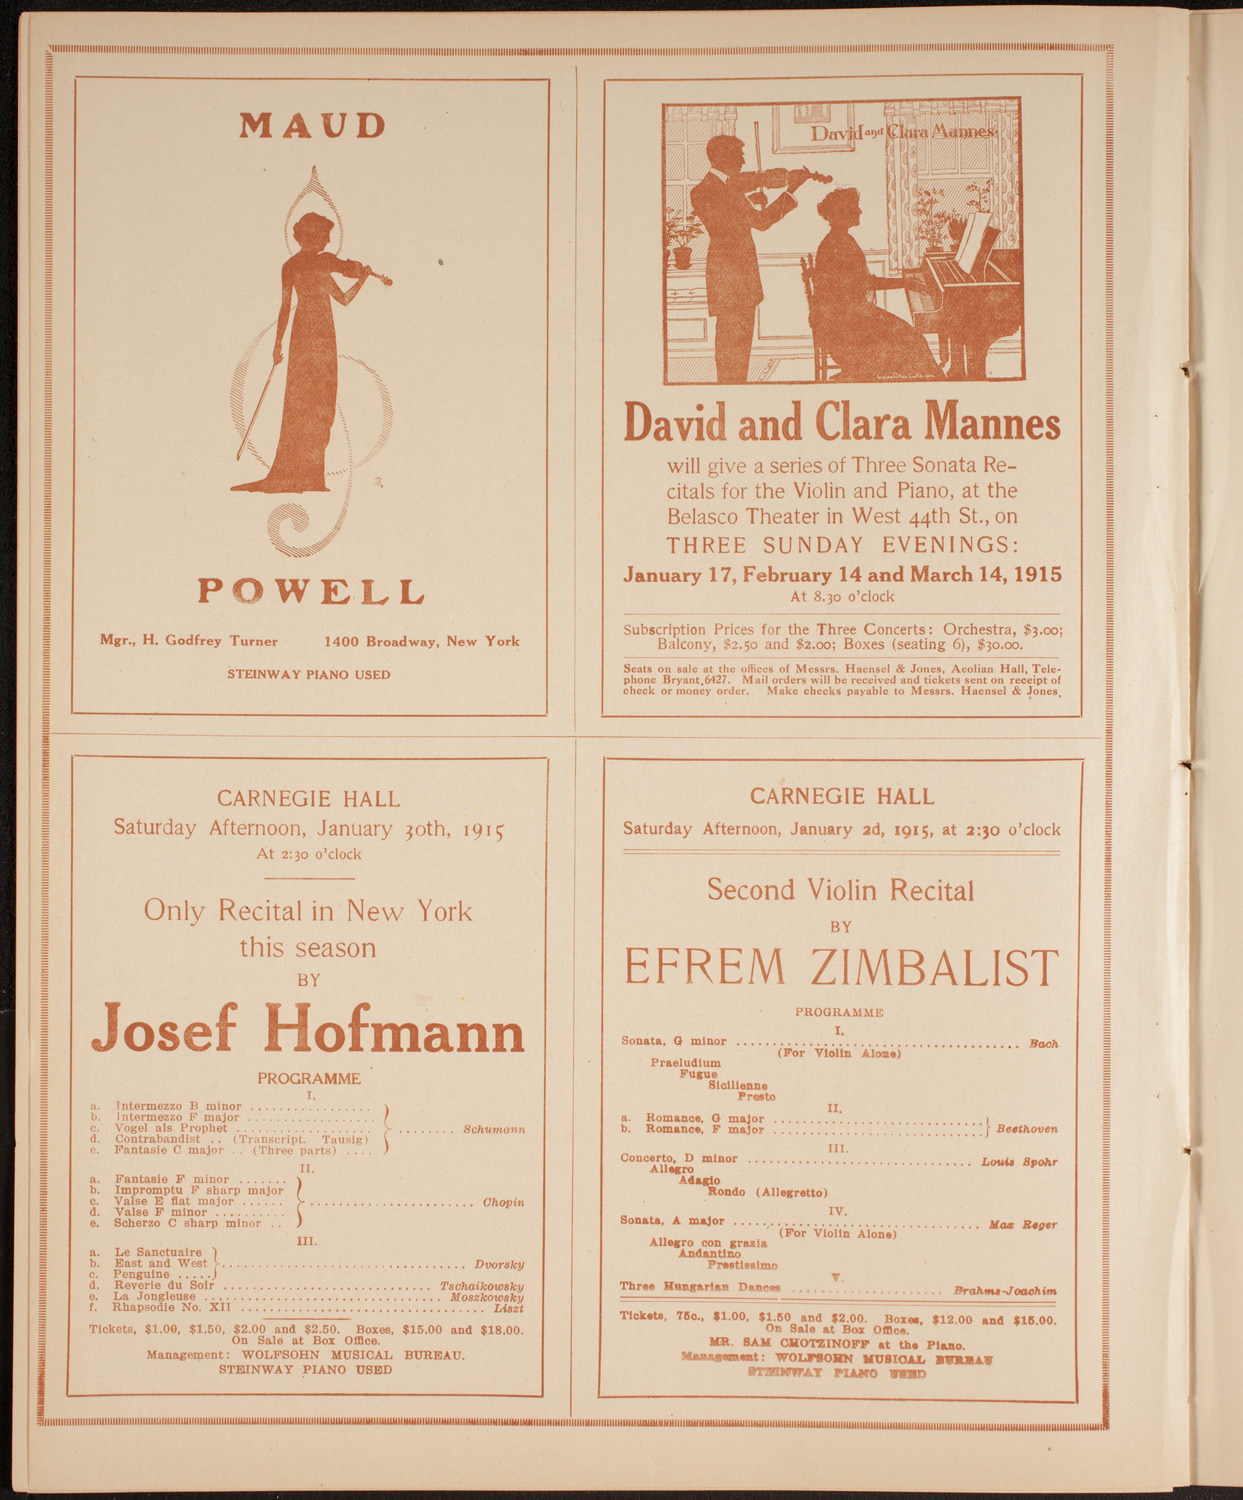 MAUD
POWELL
Mgr., H. Godfrey Turner 1400 Broadway, New York
STEINWAY PIANO USED
David and Clara Mannes
David and Clara Mannes
will give a series of Three Sonata Re-
citals for the Violin and Piano, at the
Belasco Theater in West 44th St., on
THREE SUNDAY EVENINGS:
January 17, February 14 and March 14, 1915
At 8.30 o'clock
Subscription Prices for the Three Concerts: Orchestra, $3.00;
Balcony, $2.50 and $2.00; Boxes (seating 6), $30.00.
Seats on sale at the offices of Messrs. Haensel & Jones, Aeolian Hall, Tele-
phone Bryant 6427. Mail orders will be received and tickets sent on receipt of
check or money order. Make checks payable to Messrs. Haensel & Jones.
CARNEGIE HALL
Saturday Afternoon, January 30th, 1915
At 2:30 o'clock
Only Recital in New York
this season
BY
Josef Hofmann
PROGRAMME
I.
a. Intermezzo B minor ................
b. Intermezzo F major ................
c. Vogel als Prophet ................
d. Contrabandist .. (Transcript. Tausig)
e. Fantasie C major .. (Three parts) ....
........ Schumann
II.
a. Fantasie F minor .......
b. Impromptu F sharp major
c. Valse E flat major ......
d. Valse F minor ..........
e. Scherzo C sharp minor ..
........................ Chopin
III.
a. Le Sanctuaire
b. East and West
c. Penguine .....
................................ Dvorsky
d. Reverie du Soir ............................ Tschaikowsky
e. La Jongleuse ................................ Moszkowsky
f. Rhapsodie No. XII ................................ Liszt
Tickets, $1.00, $1.50, $2.00 and $2.50. Boxes, $15.00 and $18.00.
On Sale at Box Office.
Management: WOLFSOHN MUSICAL BUREAU.
STEINWAY PIANO USED
CARNEGIE HALL
Saturday Afternoon, January 2d, 1915, at 2:30 o'clock
Second Violin Recital
BY
EFREM ZIMBALIST
PROGRAMME
I.
Sonata, G minor .................................... Bach
(For Violin Alone)
Praeludium
Fugue
Sicilienne
Presto
II.
a. Romance, G major ............................
b. Romance, F major ............................
Beethoven
III.
Concerto, D minor ............................ Louis Spohr
Allegro
Adagio
Rondo (Allegretto)
IV.
Sonata, A major ................................ Max Reger
(For Violin Alone)
Allegro con grazia
Andantino
Prestissimo
V.
Three Hungarian Dances .................... Brahms-Joachim
Tickets, 75c., $1.00, $1.50 and $2.00. Boxes, $12.00 and $15.00.
On Sale at Box Office.
MR. SAM CHOTZINOFF at the Piano.
Management: WOLFSOHN MUSICAL BUREAU
STEINWAY PIANO USED